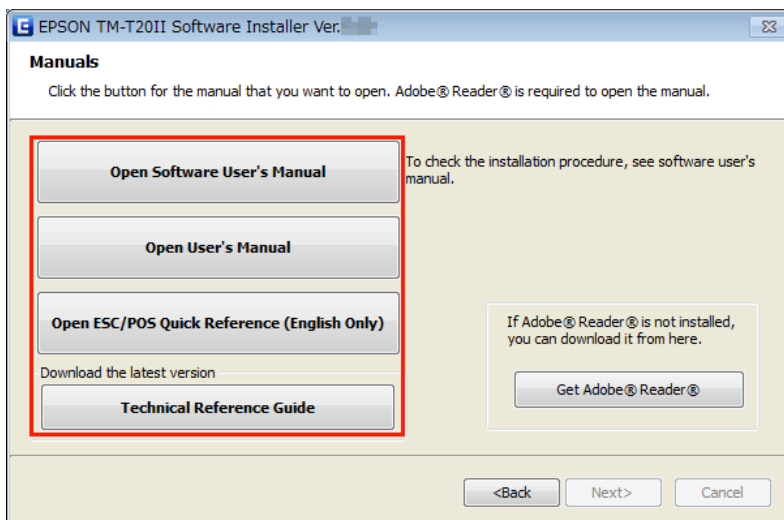 EPSON TM-T20II Software Installer Ver.
Manuals
Click the button for the manual that you want to open. Adobe® Reader® is required to open the manual.
Open Software User's Manual
To check the installation procedure, see software user's
manual.
Open User's Manual
Open ESC/POS Quick Reference (English Only)
If Adobe® Reader® is not installed,
you can download it from here.
Get Adobe® Reader®
Download the latest version
Technical Reference Guide
<Back
Next>
Cancel